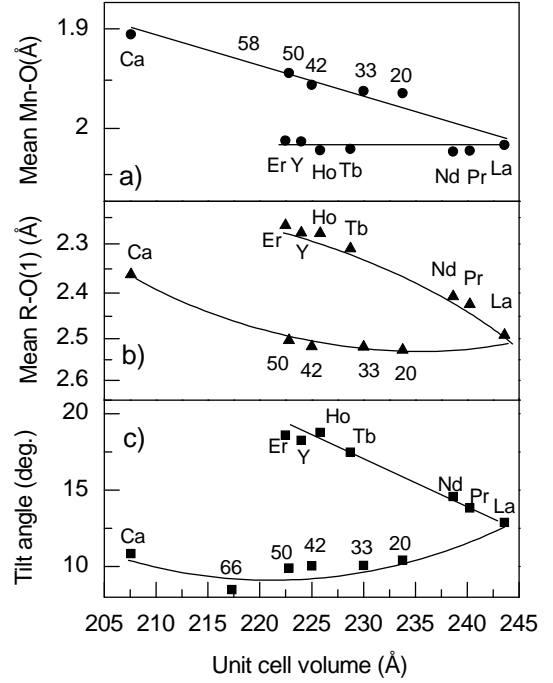 1.9
Ca
58
50
42
33
20
2
Er
Y
Ho
Tb
Nd
Pr
La
a)
Mean Mn-O(Å)
Ca
Ho
Tb
2.3
Er
Y
Nd
Pr
2.4
La
2.5
50
42
33
20
2.6
b)
Mean R-O(1) (Å)
20
c)
Ho
Tb
Er
Y
15
Nd
Pr
La
Ca
50
42
33
20
10
66
Tilt angle (deg.)
205 210 215 220 225 230 235 240 245
Unit cell volume (Å)